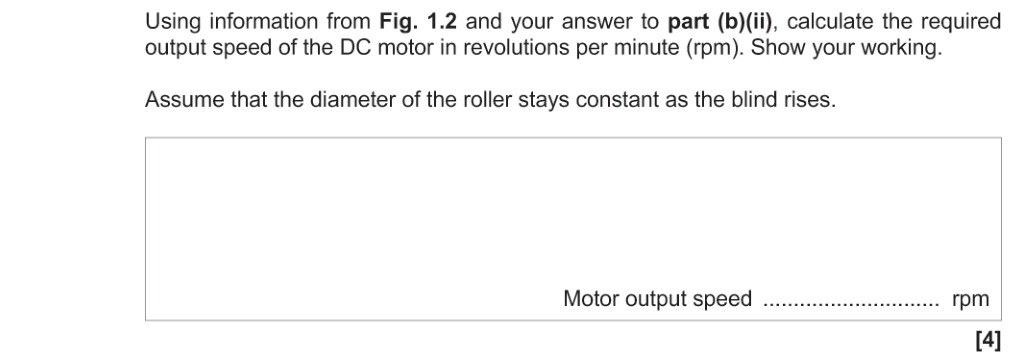 Using information from Fig. 1.2 and your answer to part (b)(ii), calculate the required
output speed of the DC motor in revolutions per minute (rpm). Show your working.
Assume that the diameter of the roller stays constant as the blind rises.
Motor output speed ............................. rpm
[4]